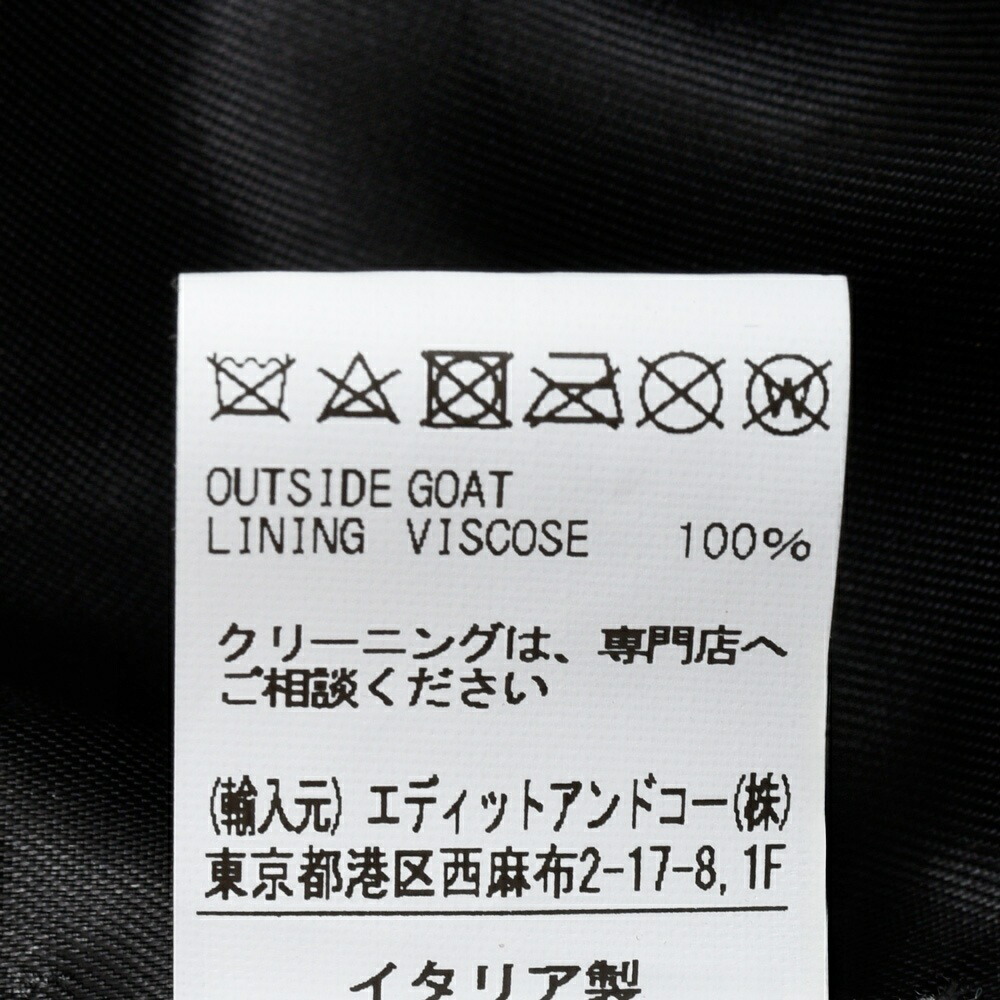 OUTSIDE GOAT
LINING VISCOSE 100%
クリーニングは、専門店へ
ご相談ください
(輸入元) エディットアンドコー(株)
東京都港区西麻布2-17-8, 1F
イタリア製